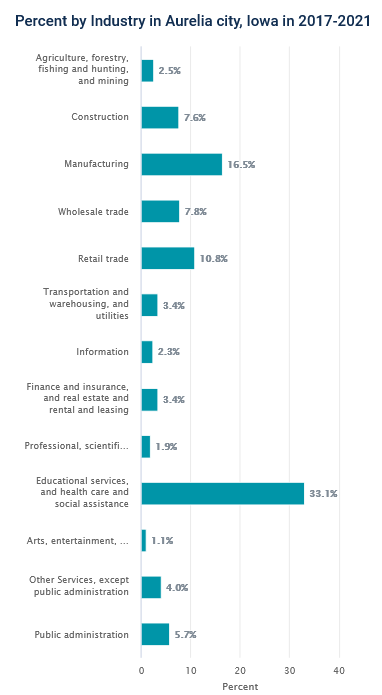 Percent by Industry in Aurelia city, Iowa in 2017-2021
Agriculture, forestry,
fishing and hunting,
and mining
2.5%
Construction
7.6%
Manufacturing
16.5%
Wholesale trade
7.8%
Retail trade
10.8%
Transportation and
warehousing, and
utilities
3.4%
Information
2.3%
Finance and insurance,
and real estate and
rental and leasing
3.4%
Professional, scientifi...
1.9%
Educational services,
and health care and
social assistance
33.1%
Arts, entertainment, ...
1.1%
Other Services, except
public administration
4.0%
Public administration
5.7%
0 10 20 30 40
Percent